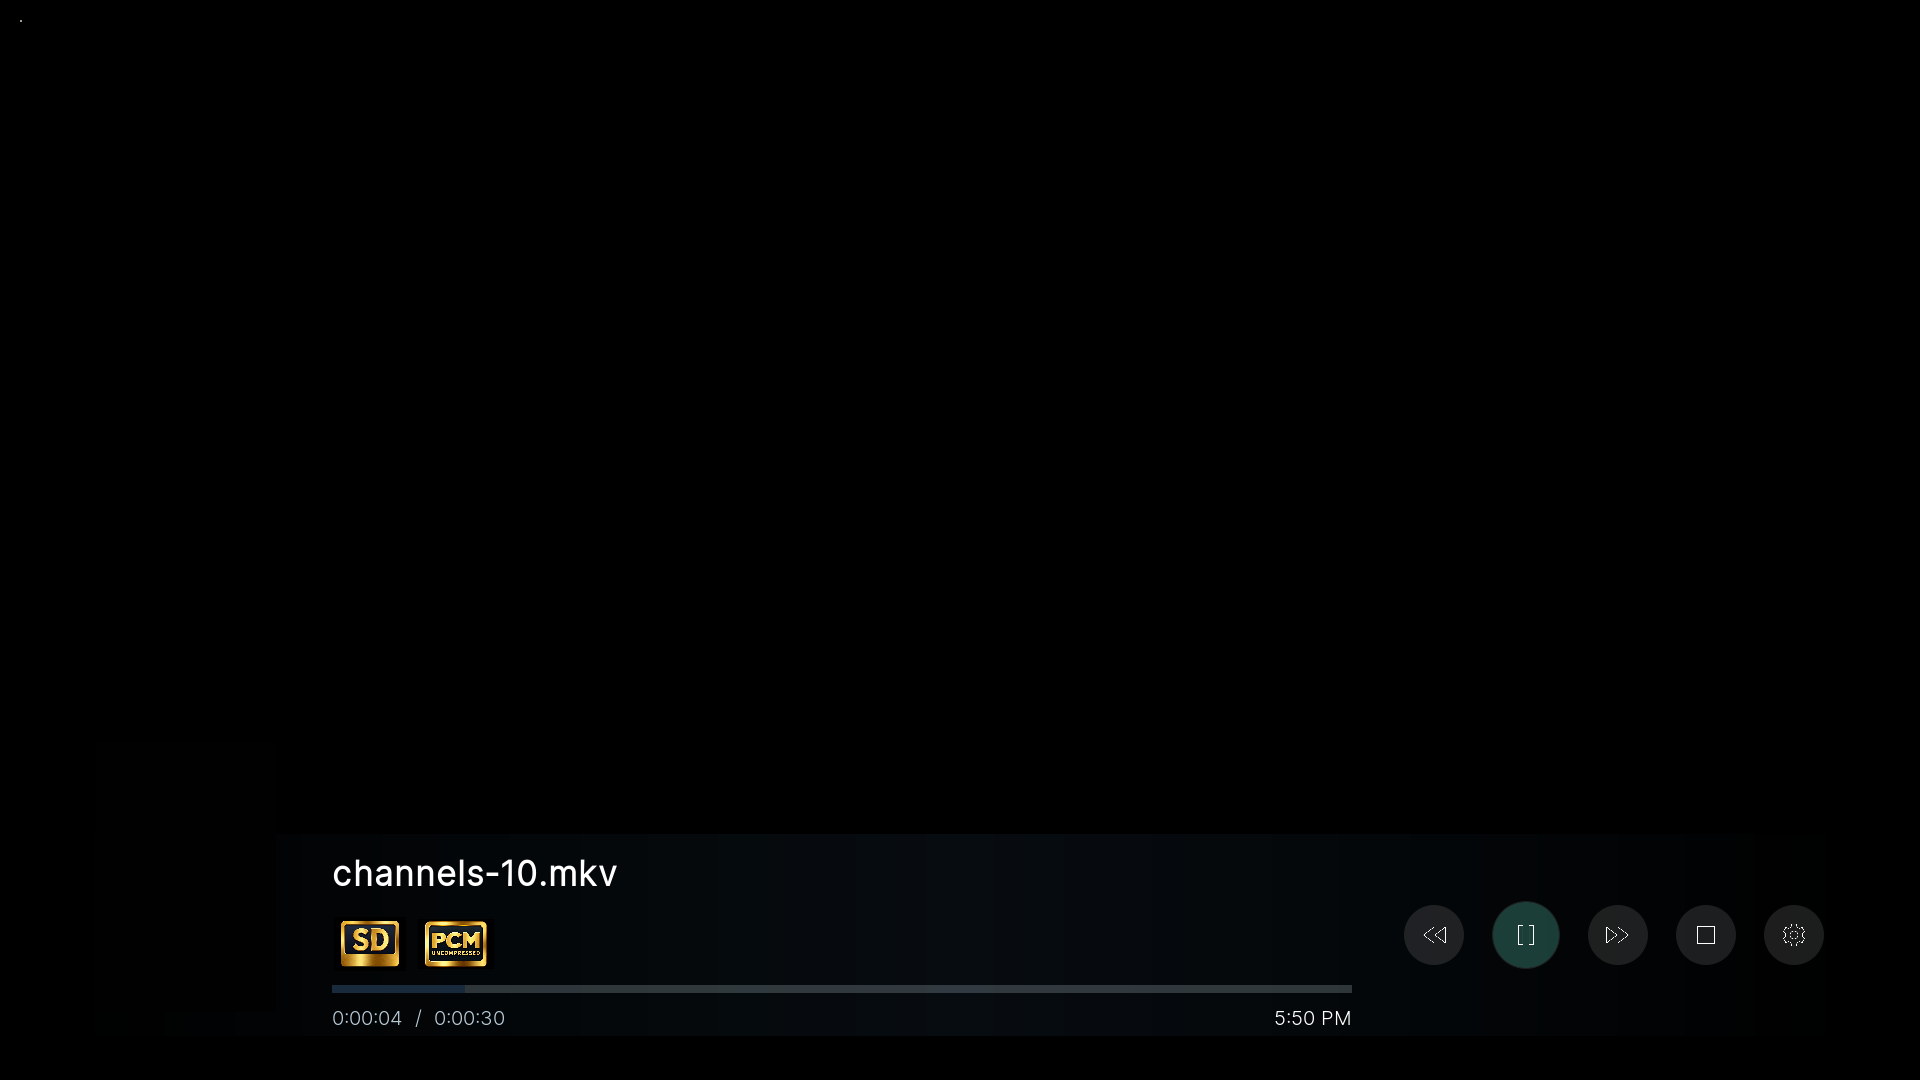 channels-10.mkv
SD
PCM
UNCOMPRESSED
0:00:04 / 0:00:30
5:50 PM